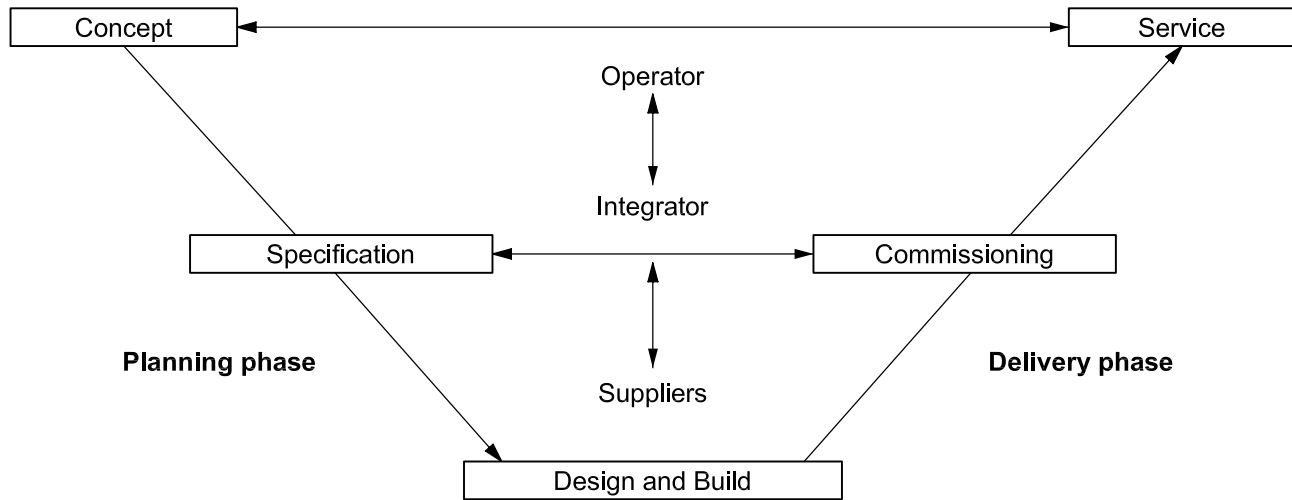 Concept
Service
Operator
Integrator
Specification
Commissioning
Planning phase
Delivery phase
Suppliers
Design and Build